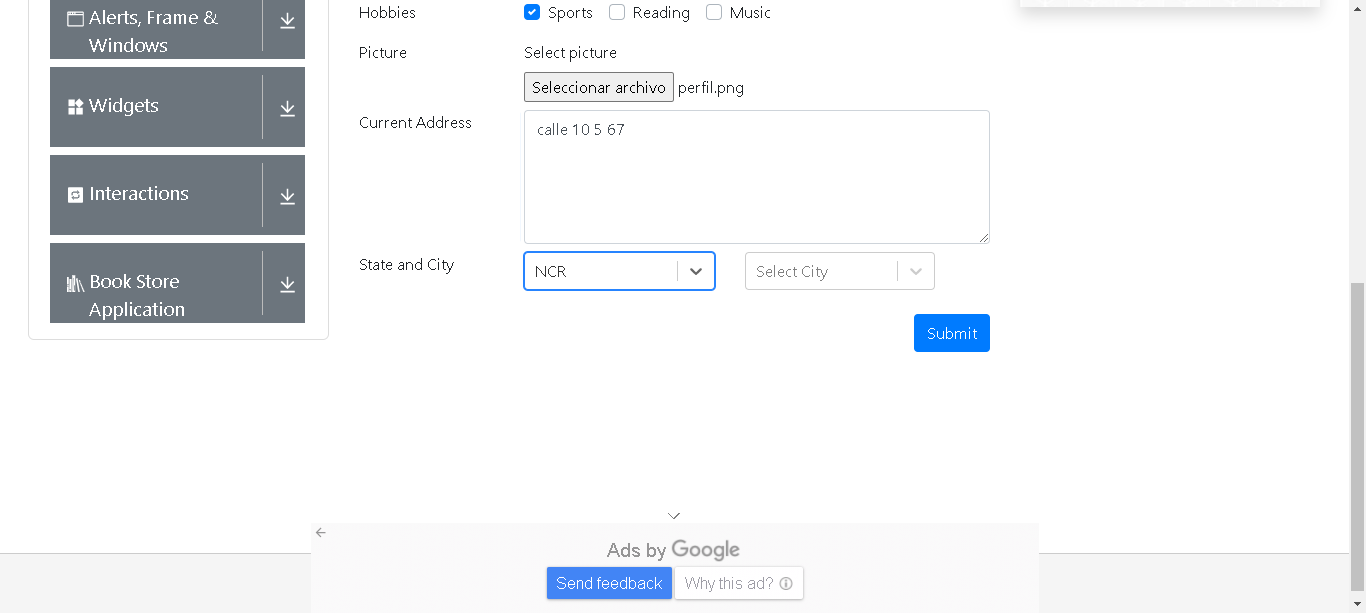 Alerts, Frame &
Windows
Widgets
Interactions
Book Store
Application
Hobbies
Sports Reading Music
Picture
Select picture
Seleccionar archivo perfil.png
Current Address
calle 10 5 67
State and City
NCR
Select City
Submit
Ads by Google
Send feedback
Why this ad?